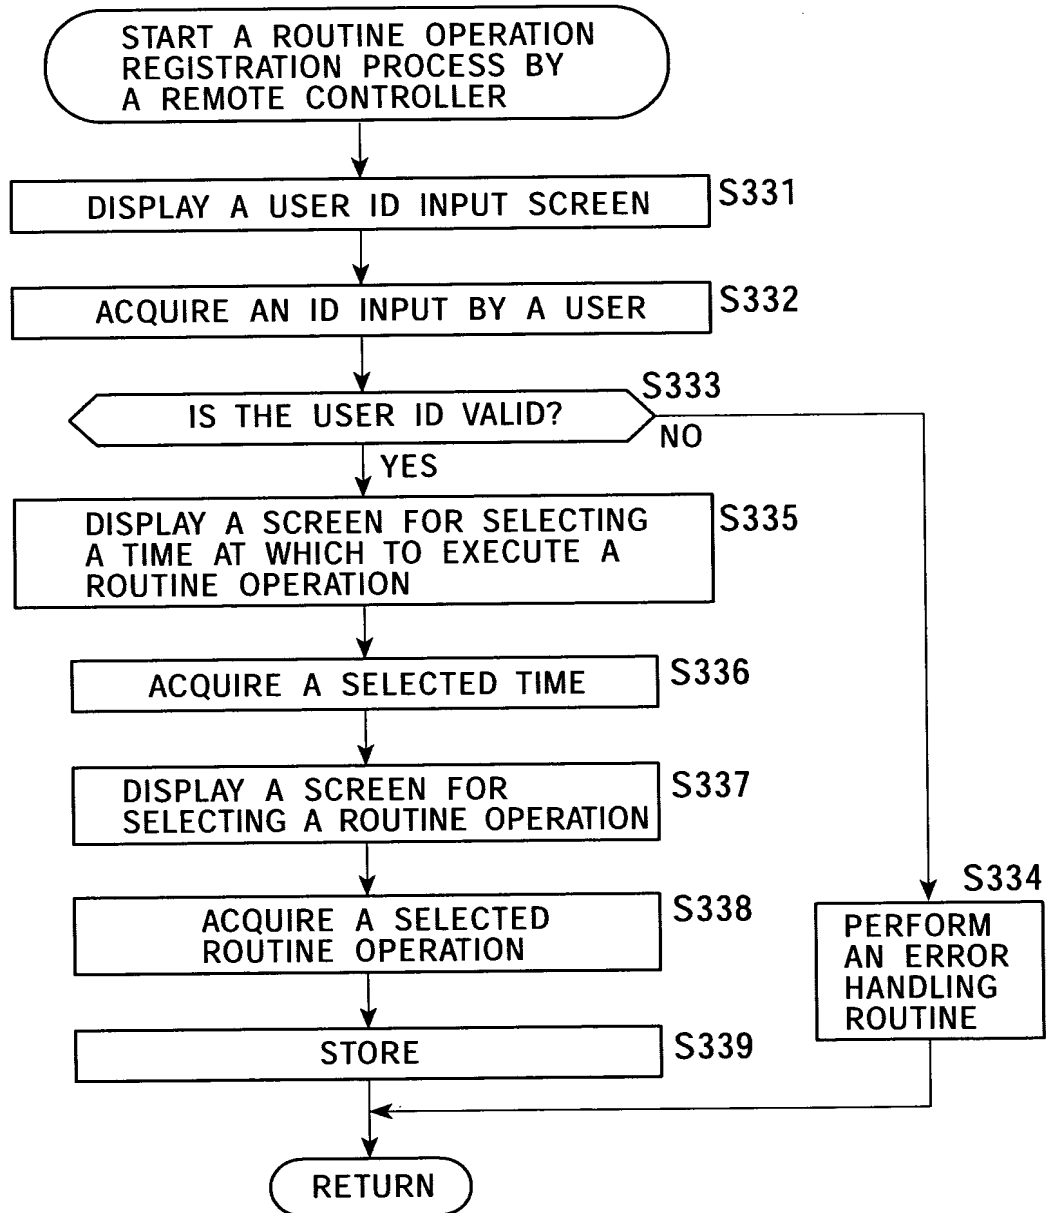 START A ROUTINE OPERATION
REGISTRATION PROCESS BY
A REMOTE CONTROLLER
DISPLAY A USER ID INPUT SCREEN
S331
ACQUIRE AN ID INPUT BY A USER
S332
S333
IS THE USER ID VALID?
NO
YES
DISPLAY A SCREEN FOR SELECTING
A TIME AT WHICH TO EXECUTE A
ROUTINE OPERATION
S335
ACQUIRE A SELECTED TIME
S336
DISPLAY A SCREEN FOR
SELECTING A ROUTINE OPERATION
S337
ACQUIRE A SELECTED
ROUTINE OPERATION
S338
S334
PERFORM
AN ERROR
HANDLING
ROUTINE
STORE
S339
RETURN